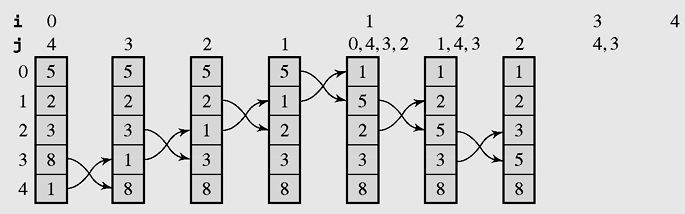 i 0 1 2 3 4
j 4 3 2 1 0,4,3,2 1,4,3 2 4,3
0 5 5 5 5 1 1 1
1 2 2 2 1 5 2 2
2 3 3 1 2 2 5 3
3 8 1 3 3 3 3 5
4 1 8 8 8 8 8 8